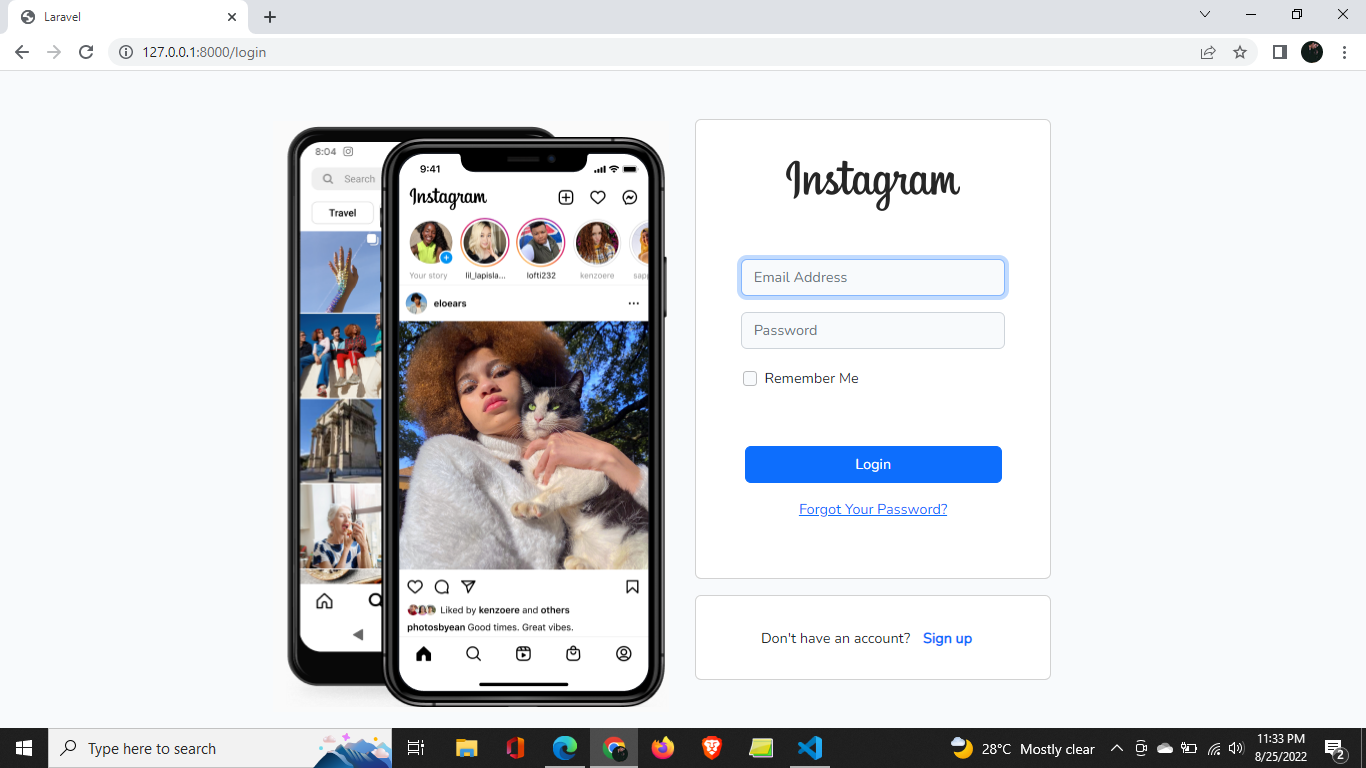 Laravel
127.0.0.1:8000/login
8:04
Search
Travel
9:41
Instagram
Your story
lil_lapisla...
lofti232
kenzoere
sapp
eloears
Liked by kenzoere and others
photosbyean Good times. Great vibes.
Instagram
Email Address
Password
Remember Me
Login
Forgot Your Password?
Don't have an account? Sign up
Type here to search
28°C Mostly clear
11:33 PM
8/25/2022
2